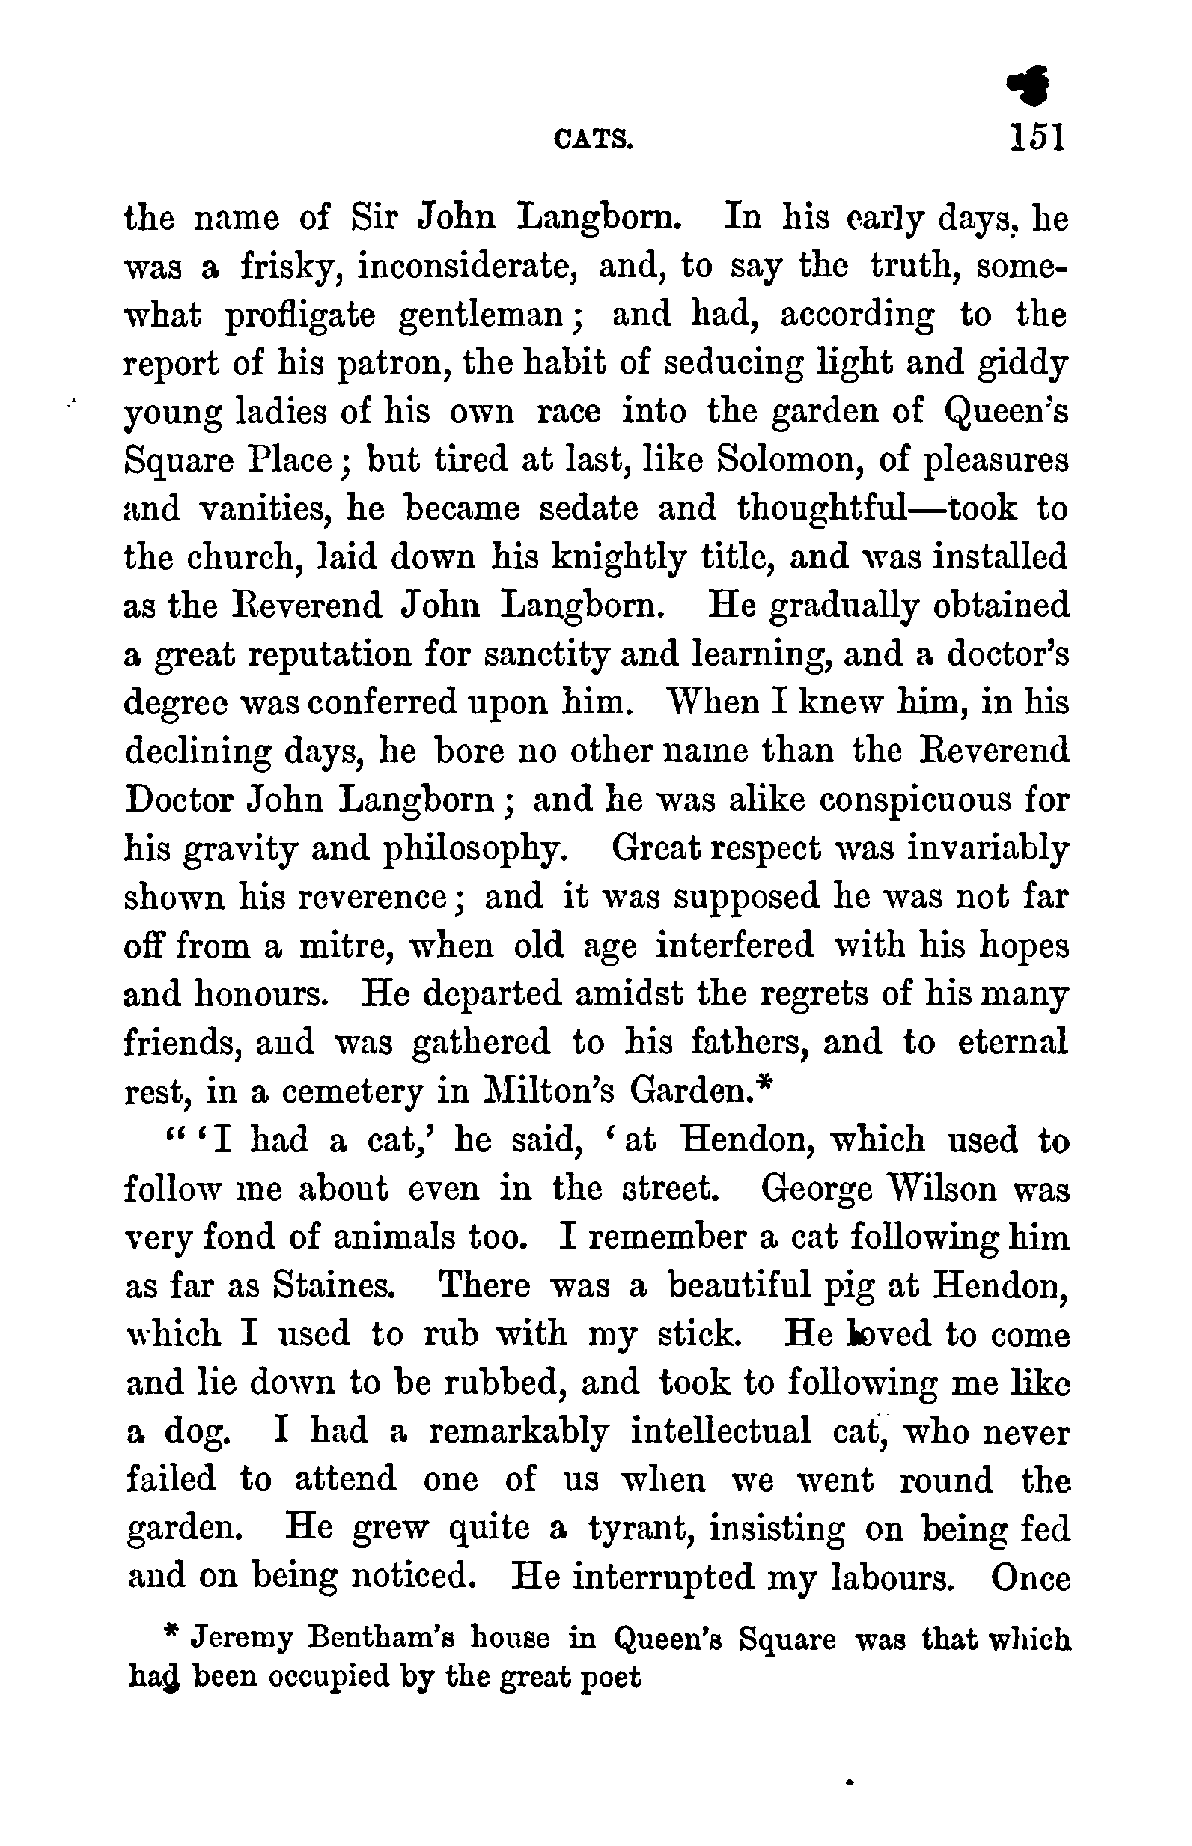 CATS. 151
the name of Sir John Langborn. In his early days, he
was a frisky, inconsiderate, and, to say the truth, some-
what profligate gentleman; and had, according to the
report of his patron, the habit of seducing light and giddy
young ladies of his own race into the garden of Queen's
Square Place; but tired at last, like Solomon, of pleasures
and vanities, he became sedate and thoughtful—took to
the church, laid down his knightly title, and was installed
as the Reverend John Langborn. He gradually obtained
a great reputation for sanctity and learning, and a doctor's
degree was conferred upon him. When I knew him, in his
declining days, he bore no other name than the Reverend
Doctor John Langborn; and he was alike conspicuous for
his gravity and philosophy. Great respect was invariably
shown his reverence; and it was supposed he was not far
off from a mitre, when old age interfered with his hopes
and honours. He departed amidst the regrets of his many
friends, and was gathered to his fathers, and to eternal
rest, in a cemetery in Milton's Garden.*
"'I had a cat,' he said, 'at Hendon, which used to
follow me about even in the street. George Wilson was
very fond of animals too. I remember a cat following him
as far as Staines. There was a beautiful pig at Hendon,
which I used to rub with my stick. He loved to come
and lie down to be rubbed, and took to following me like
a dog. I had a remarkably intellectual cat, who never
failed to attend one of us when we went round the
garden. He grew quite a tyrant, insisting on being fed
and on being noticed. He interrupted my labours. Once
* Jeremy Bentham's house in Queen's Square was that which
had been occupied by the great poet